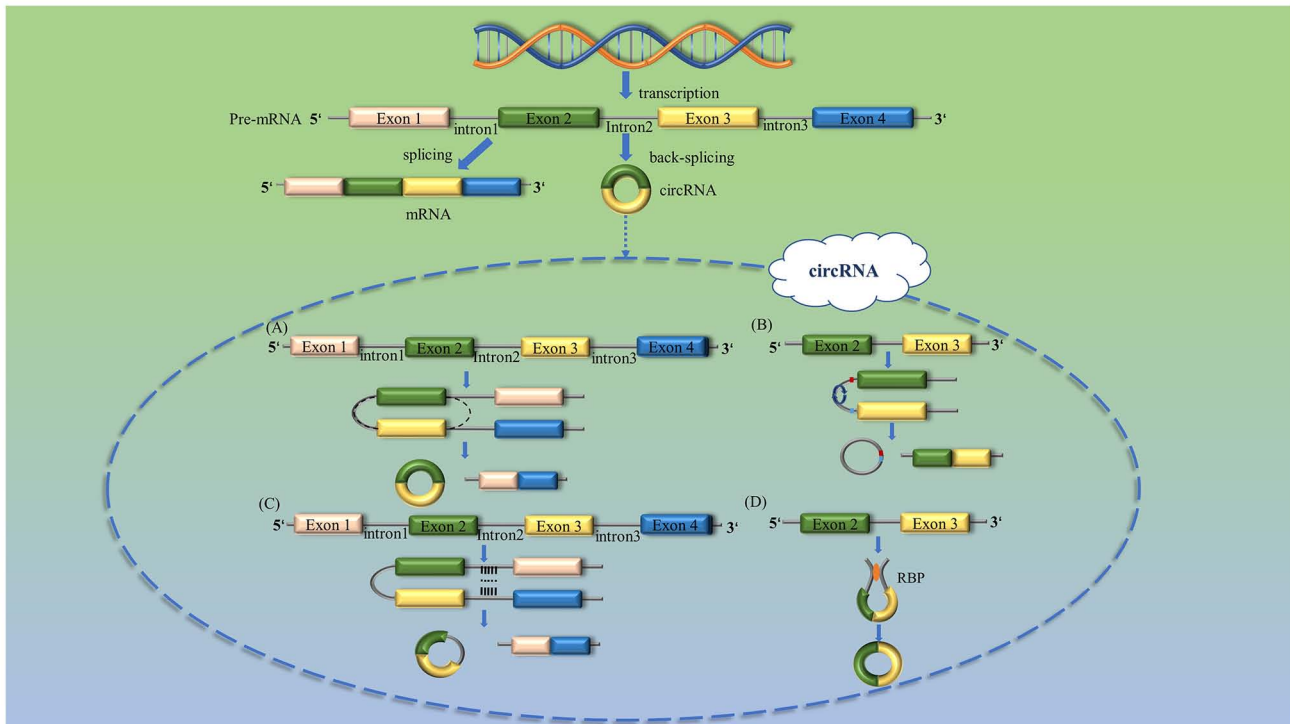 transcription
Pre-mRNA 5‘ Exon 1 intron1 Exon 2 Intron2 Exon 3 intron3 Exon 4 3‘
splicing
back-splicing
5‘ 3‘
mRNA
circRNA
circRNA
(A)
5‘ Exon 1 intron1 Exon 2 Intron2 Exon 3 intron3 Exon 4 3‘
(B)
5‘ Exon 2 Exon 3 3‘
(C)
5‘ Exon 1 intron1 Exon 2 Intron2 Exon 3 intron3 Exon 4 3‘
(D)
5‘ Exon 2 Exon 3 3‘
RBP